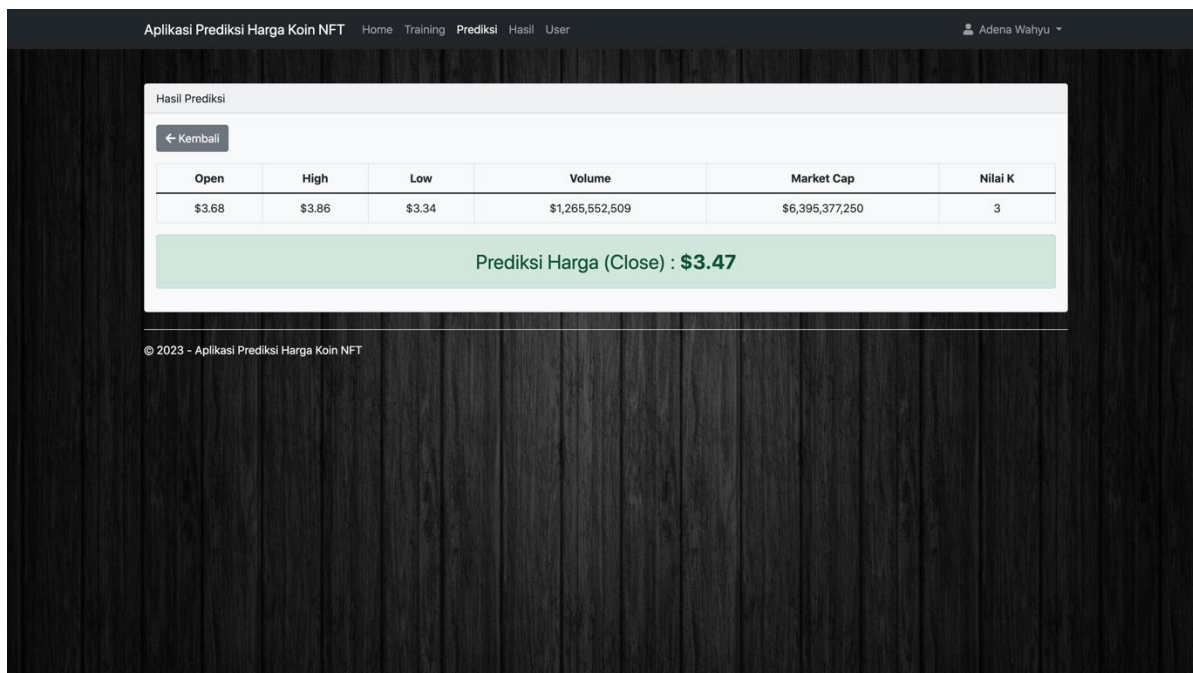 Aplikasi Prediksi Harga Koin NFT Home Training Prediksi Hasil User Adena Wahyu
Hasil Prediksi
← Kembali
Open High Low Volume Market Cap Nilai K
$3.68 $3.86 $3.34 $1,265,552,509 $6,395,377,250 3
Prediksi Harga (Close) : $3.47
© 2023 - Aplikasi Prediksi Harga Koin NFT